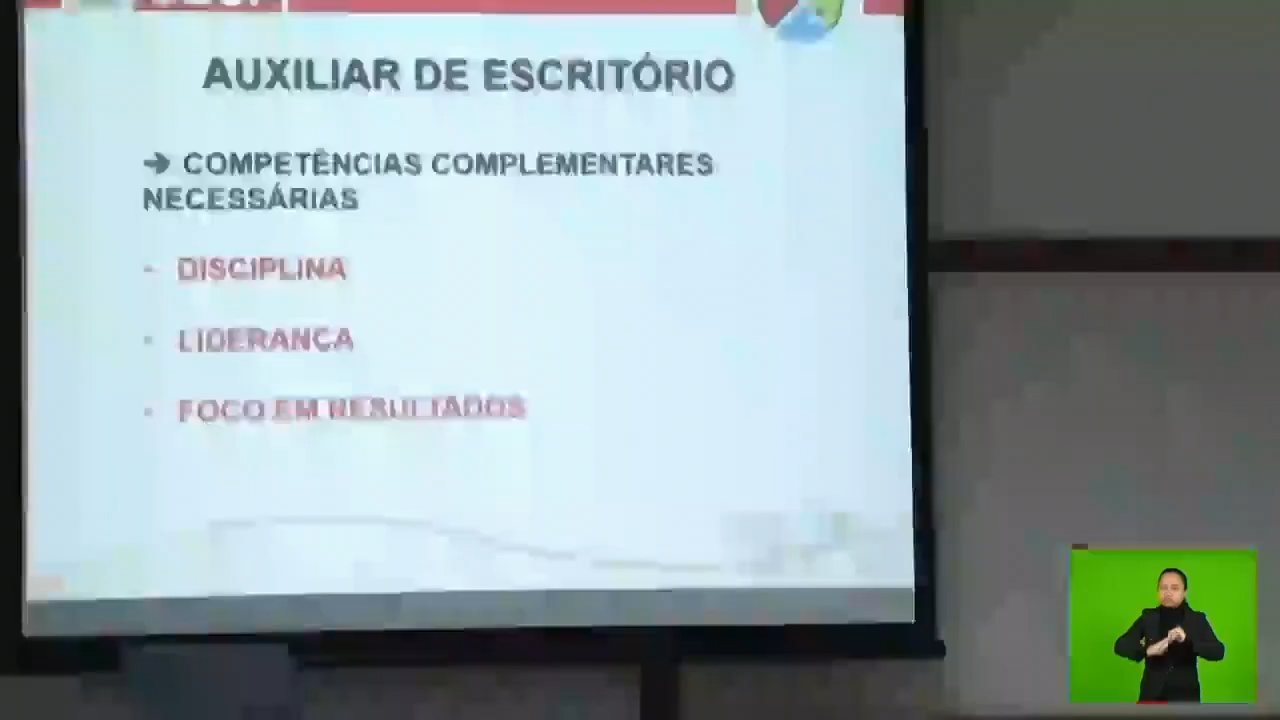 AUXILIAR DE ESCRITÓRIO
➔ COMPETÊNCIAS COMPLEMENTARES
NECESSÁRIAS
- DISCIPLINA
- LIDERANÇA
- FOCO EM RESULTADOS